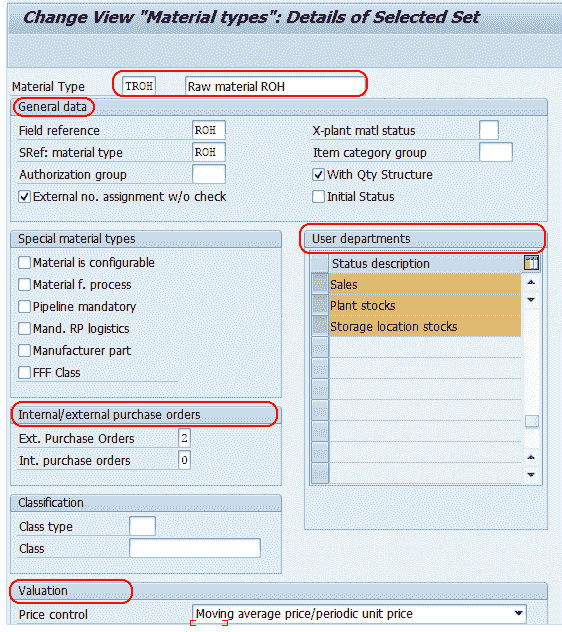 Change View "Material types": Details of Selected Set
Material Type TROH Raw material ROH
General data
Field reference ROH X-plant matl status
SRef: material type ROH Item category group
Authorization group With Qty Structure
External no. assignment w/o check Initial Status
Special material types
Material is configurable
Material f. process
Pipeline mandatory
Mand. RP logistics
Manufacturer part
FFF Class
User departments
Status description
Sales
Plant stocks
Storage location stocks
Internal/external purchase orders
Ext. Purchase Orders 2
Int. purchase orders 0
Classification
Class type
Class
Valuation
Price control Moving average price/periodic unit price